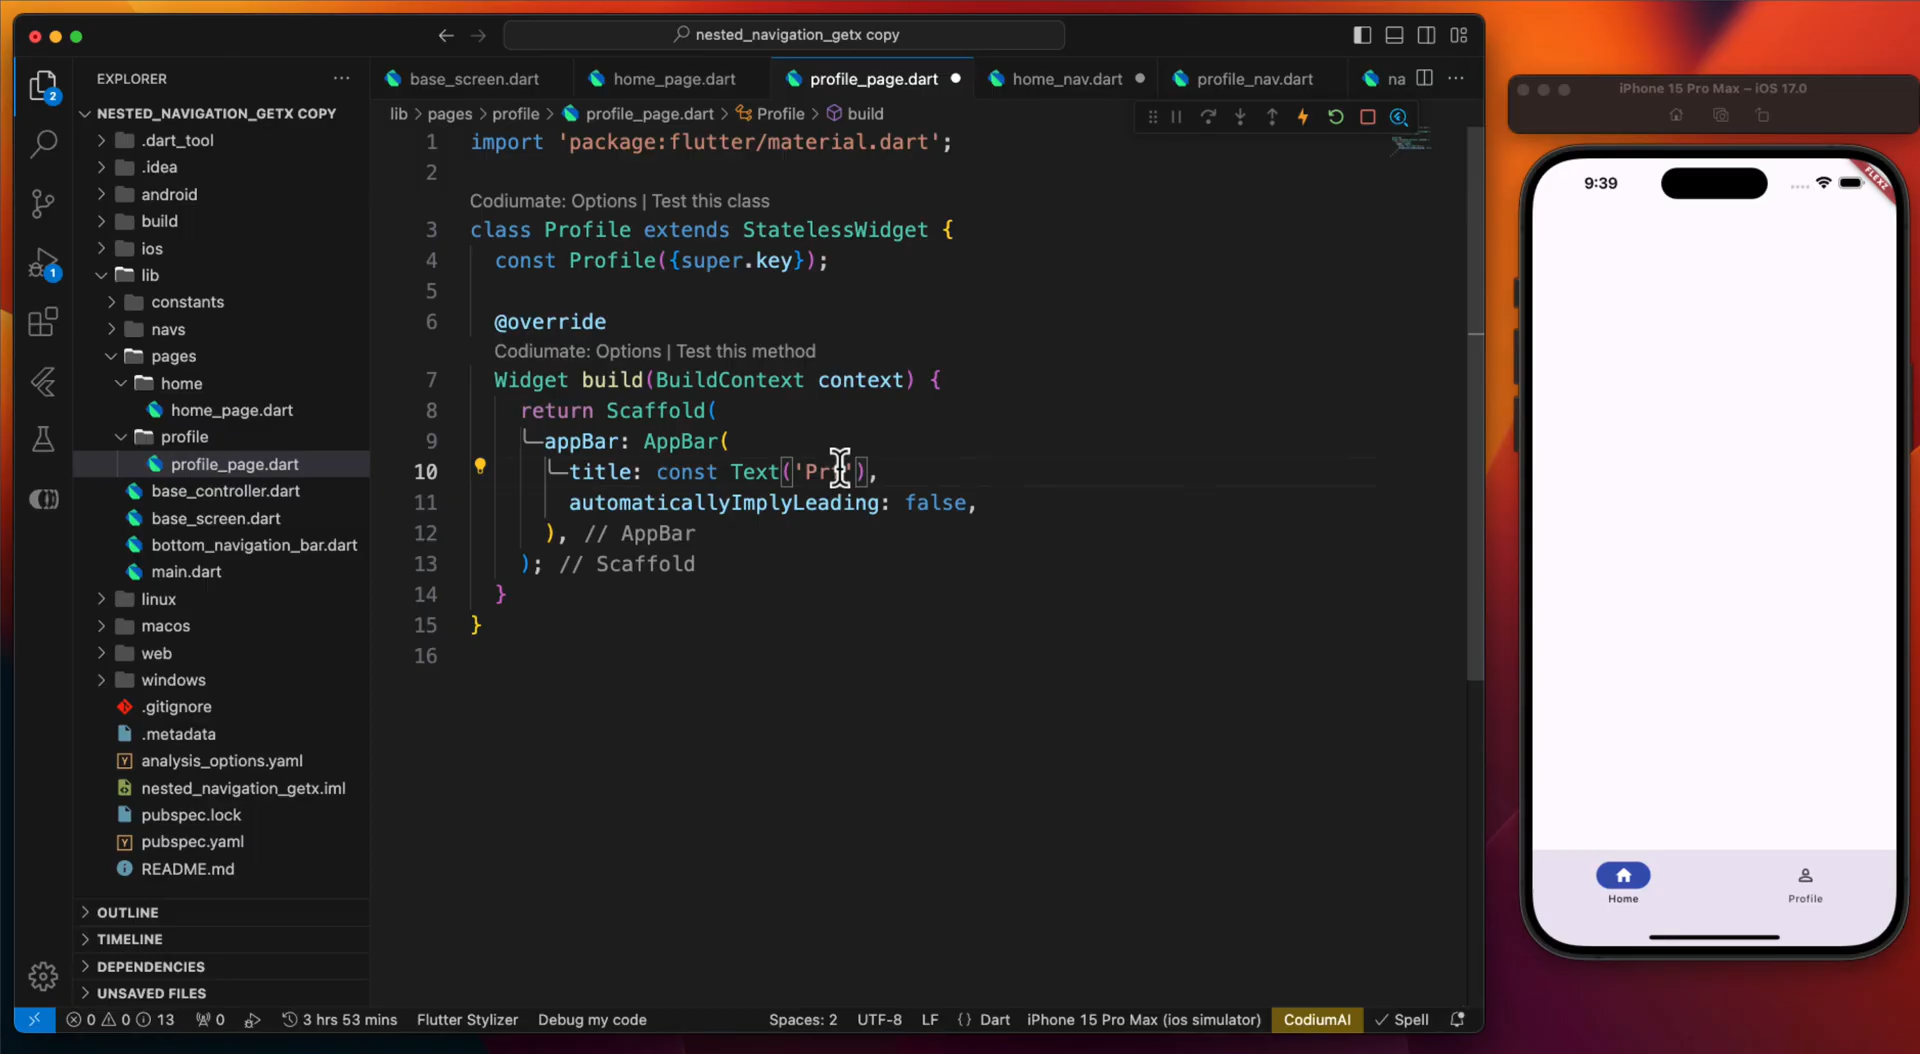 nested_navigation_getx copy
EXPLORER
base_screen.dart
home_page.dart
profile_page.dart
home_nav.dart
profile_nav.dart
na
NESTED_NAVIGATION_GETX COPY
lib > pages > profile > profile_page.dart > Profile > build
.dart_tool
.idea
android
build
ios
lib
constants
navs
pages
home
home_page.dart
profile
profile_page.dart
base_controller.dart
base_screen.dart
bottom_navigation_bar.dart
main.dart
linux
macos
web
windows
.gitignore
.metadata
analysis_options.yaml
nested_navigation_getx.iml
pubspec.lock
pubspec.yaml
README.md
OUTLINE
TIMELINE
DEPENDENCIES
UNSAVED FILES
2
1
1 import 'package:flutter/material.dart';
2
Codiumate: Options | Test this class
3 class Profile extends StatelessWidget {
4 const Profile({super.key});
5
6 @override
Codiumate: Options | Test this method
7 Widget build(BuildContext context) {
8 return Scaffold(
9 appBar: AppBar(
10 title: const Text('Pr'),
11 automaticallyImplyLeading: false,
12 ), // AppBar
13 ); // Scaffold
14 }
15 }
16
0 0 13 0 3 hrs 53 mins Flutter Stylizer Debug my code Spaces: 2 UTF-8 LF {} Dart iPhone 15 Pro Max (ios simulator) CodiumAI Spell
iPhone 15 Pro Max – iOS 17.0
9:39
FLEXZ
Home
Profile